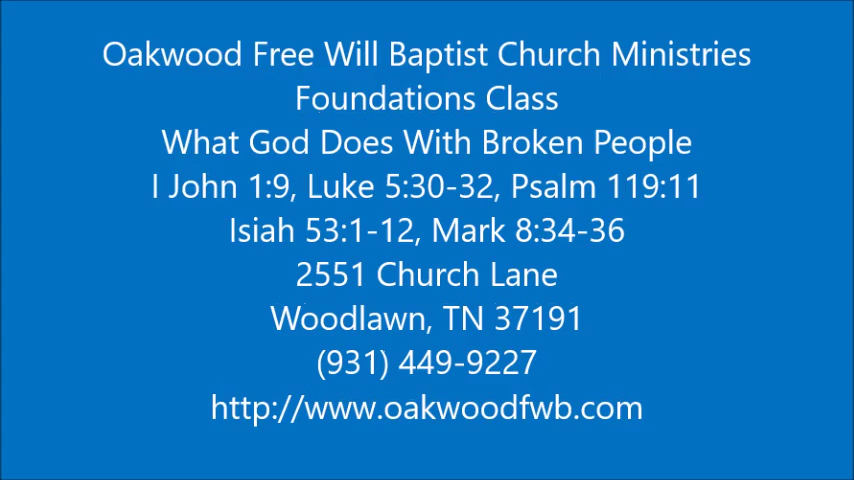 Oakwood Free Will Baptist Church Ministries
Foundations Class
What God Does With Broken People
I John 1:9, Luke 5:30-32, Psalm 119:11
Isiah 53:1-12, Mark 8:34-36
2551 Church Lane
Woodlawn, TN 37191
(931) 449-9227
http://www.oakwoodfwb.com